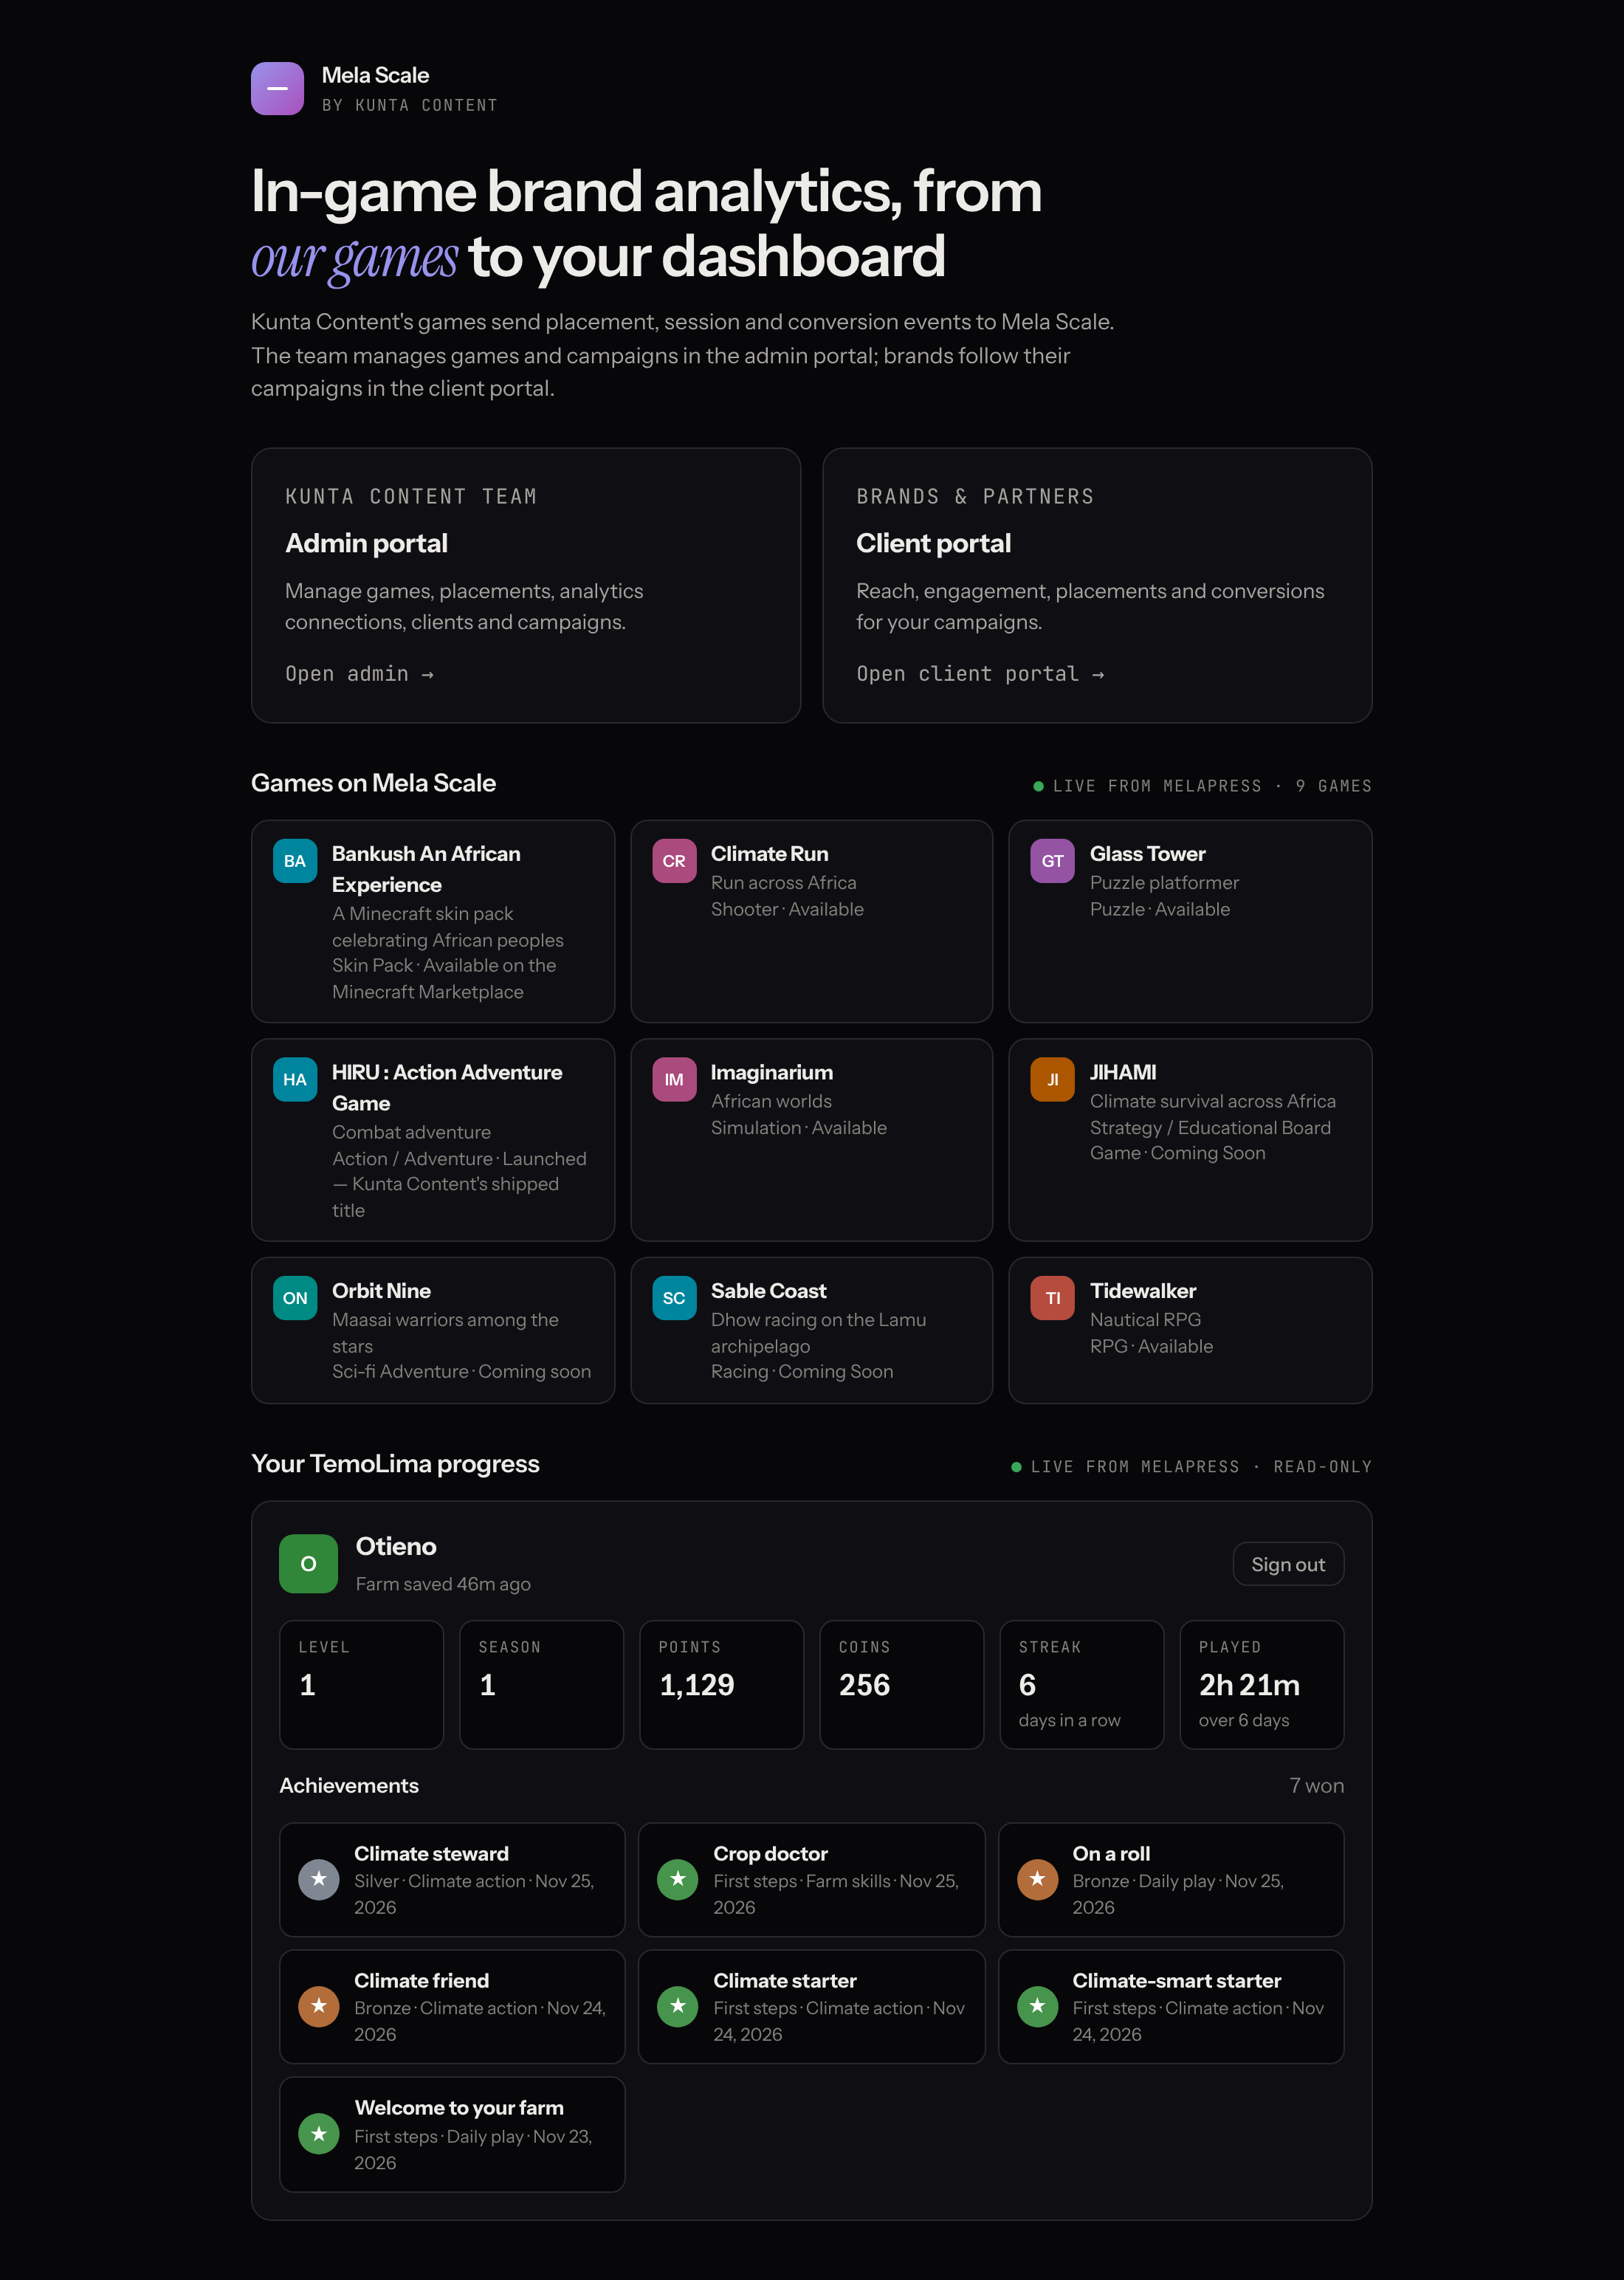 Mela Scale
BY KUNTA CONTENT
In-game brand analytics, from
our games to your dashboard
Kunta Content's games send placement, session and conversion events to Mela Scale.
The team manages games and campaigns in the admin portal; brands follow their
campaigns in the client portal.
KUNTA CONTENT TEAM
Admin portal
Manage games, placements, analytics
connections, clients and campaigns.
Open admin →
BRANDS & PARTNERS
Client portal
Reach, engagement, placements and conversions
for your campaigns.
Open client portal →
Games on Mela Scale
LIVE FROM MELAPRESS · 9 GAMES
BA
Bankush An African
Experience
A Minecraft skin pack
celebrating African peoples
Skin Pack · Available on the
Minecraft Marketplace
CR
Climate Run
Run across Africa
Shooter · Available
GT
Glass Tower
Puzzle platformer
Puzzle · Available
HA
HIRU : Action Adventure
Game
Combat adventure
Action / Adventure · Launched
— Kunta Content's shipped
title
IM
Imaginarium
African worlds
Simulation · Available
JI
JIHAMI
Climate survival across Africa
Strategy / Educational Board
Game · Coming Soon
ON
Orbit Nine
Maasai warriors among the
stars
Sci-fi Adventure · Coming soon
SC
Sable Coast
Dhow racing on the Lamu
archipelago
Racing · Coming Soon
TI
Tidewalker
Nautical RPG
RPG · Available
Your TemoLima progress
LIVE FROM MELAPRESS · READ-ONLY
O
Otieno
Farm saved 46m ago
Sign out
LEVEL
1
SEASON
1
POINTS
1,129
COINS
256
STREAK
6
days in a row
PLAYED
2h 21m
over 6 days
Achievements
7 won
Climate steward
Silver · Climate action · Nov 25,
2026
Crop doctor
First steps · Farm skills · Nov 25,
2026
On a roll
Bronze · Daily play · Nov 25,
2026
Climate friend
Bronze · Climate action · Nov 24,
2026
Climate starter
First steps · Climate action · Nov
24, 2026
Climate-smart starter
First steps · Climate action · Nov
24, 2026
Welcome to your farm
First steps · Daily play · Nov 23,
2026